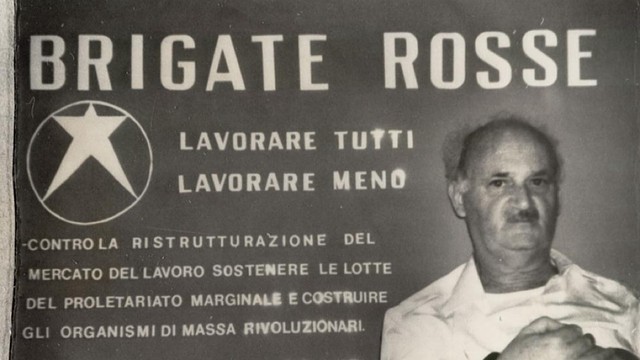 BRIGATE ROSSE
LAVORARE TUTTI
LAVORARE MENO
-CONTRO LA RISTRUTTURAZIONE DEL
MERCATO DEL LAVORO SOSTENERE LE LOTTE
DEL PROLETARIATO MARGINALE E COSTRUIRE
GLI ORGANISMI DI MASSA RIVOLUZIONARI.